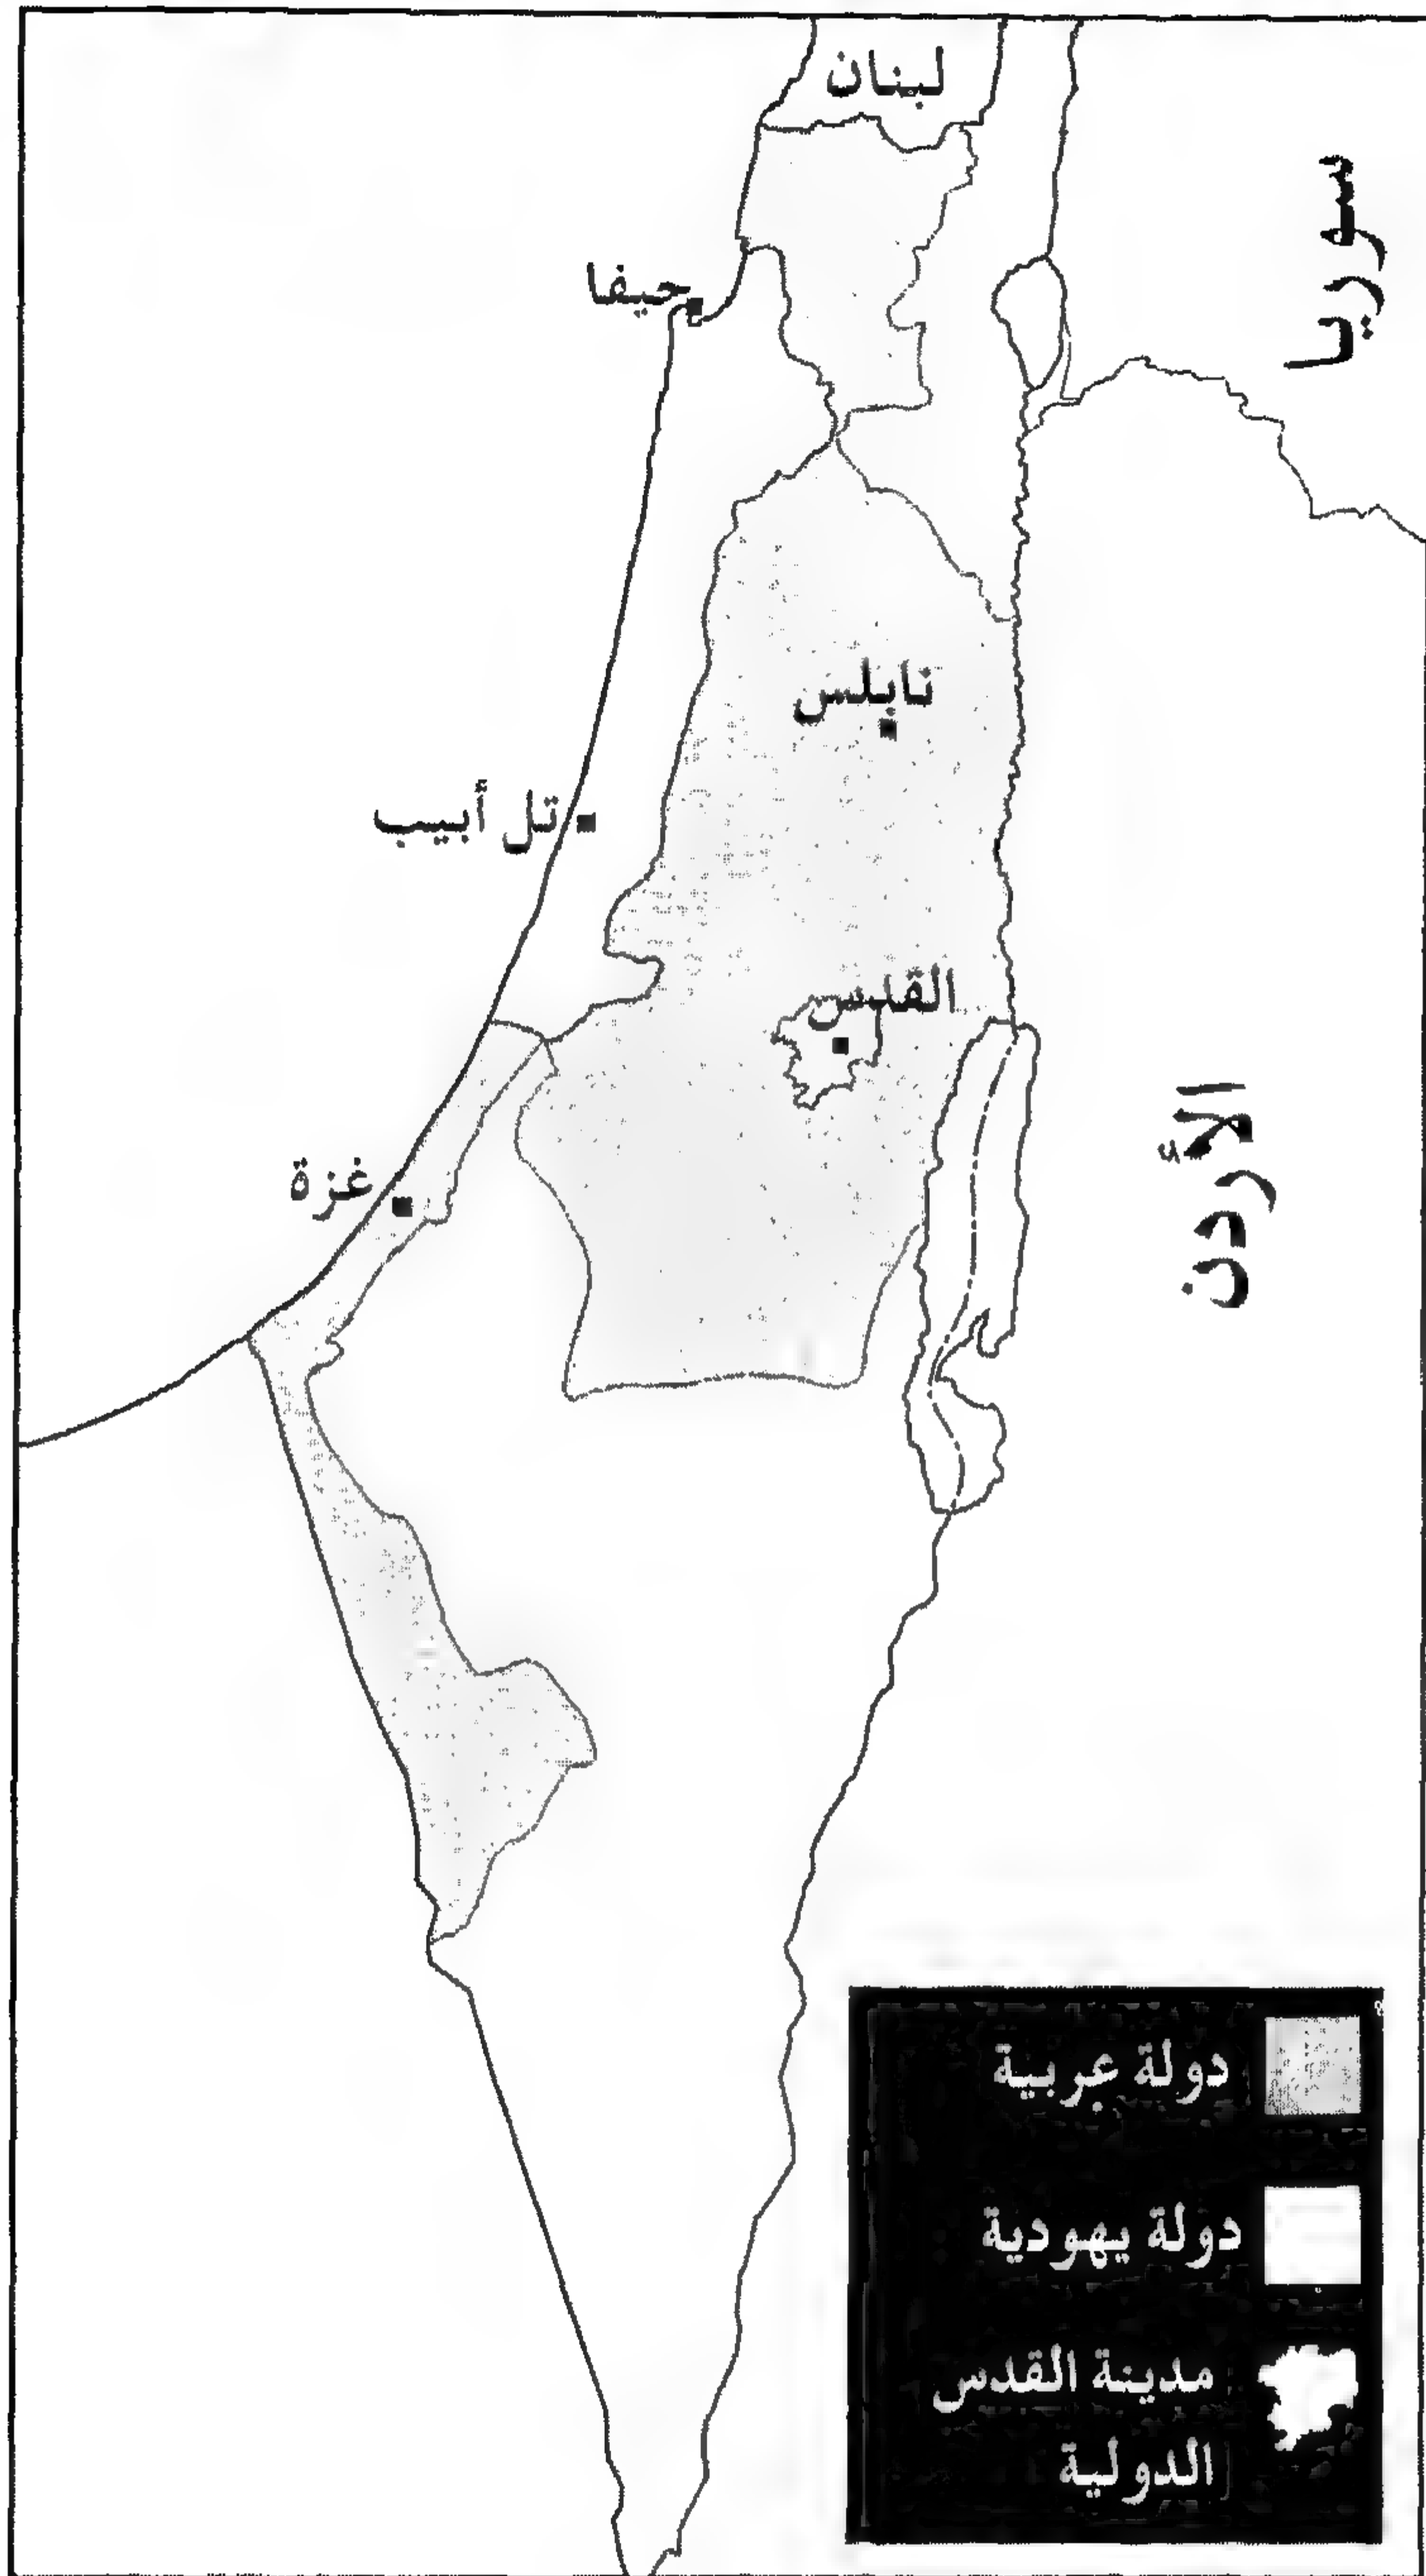 لبنان
سوريا
حيفا
نابلس
تل أبيب
القدس
الأردن
غزة
دولة عربية
دولة يهودية
مدينة القدس
الدولية